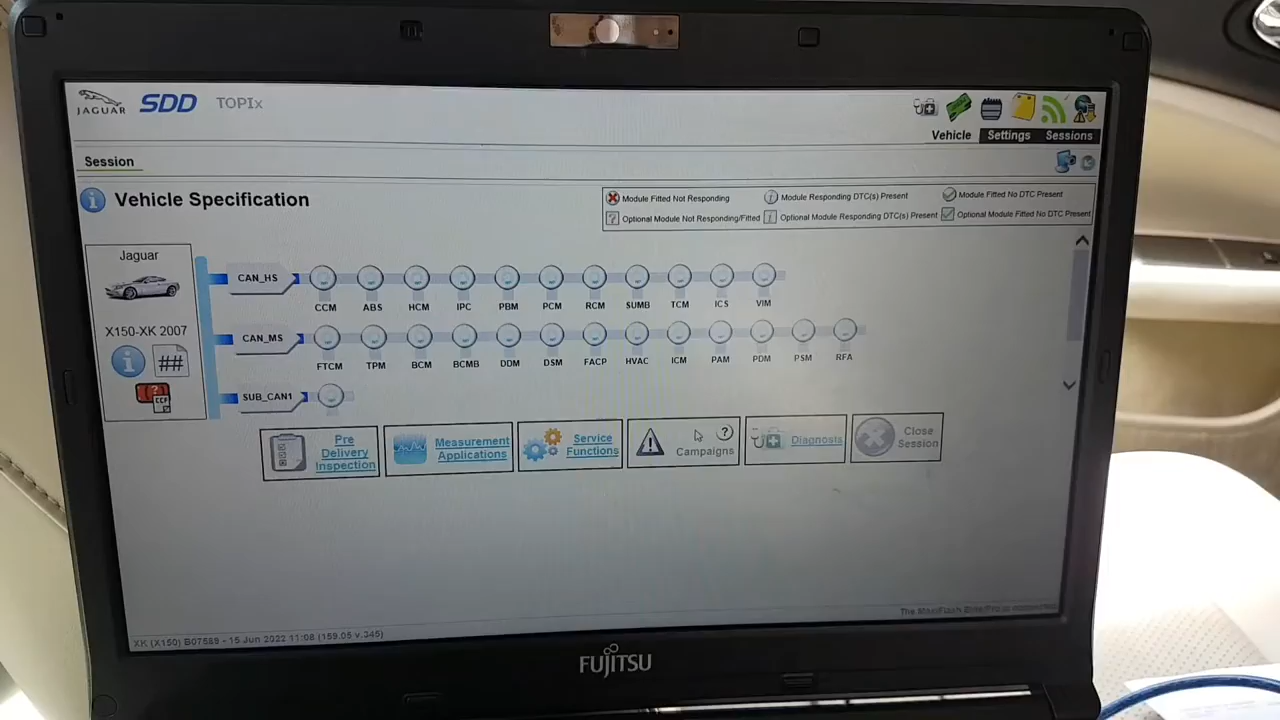 JAGUAR SDD TOPIx
Vehicle Settings Sessions
Session
Vehicle Specification
Module Fitted Not Responding
Module Responding DTC(s) Present
Module Fitted No DTC Present
Optional Module Not Responding/Fitted
Optional Module Responding DTC(s) Present
Optional Module Fitted No DTC Present
Jaguar
X150-XK 2007
##
CCF
CAN_HS
CCM ABS HCM IPC PBM PCM RCM SUMB TCM ICS VIM
CAN_MS
FTCM TPM BCM BCMB DDM DSM FACP HVAC ICM PAM PDM PSM RFA
SUB_CAN1
Pre
Delivery
Inspection
Measurement
Applications
Service
Functions
Campaigns
Diagnosis
Close
Session
XK (X150) B07589 - 15 Jun 2022 11:08 (159.05 v.345)
FUJITSU